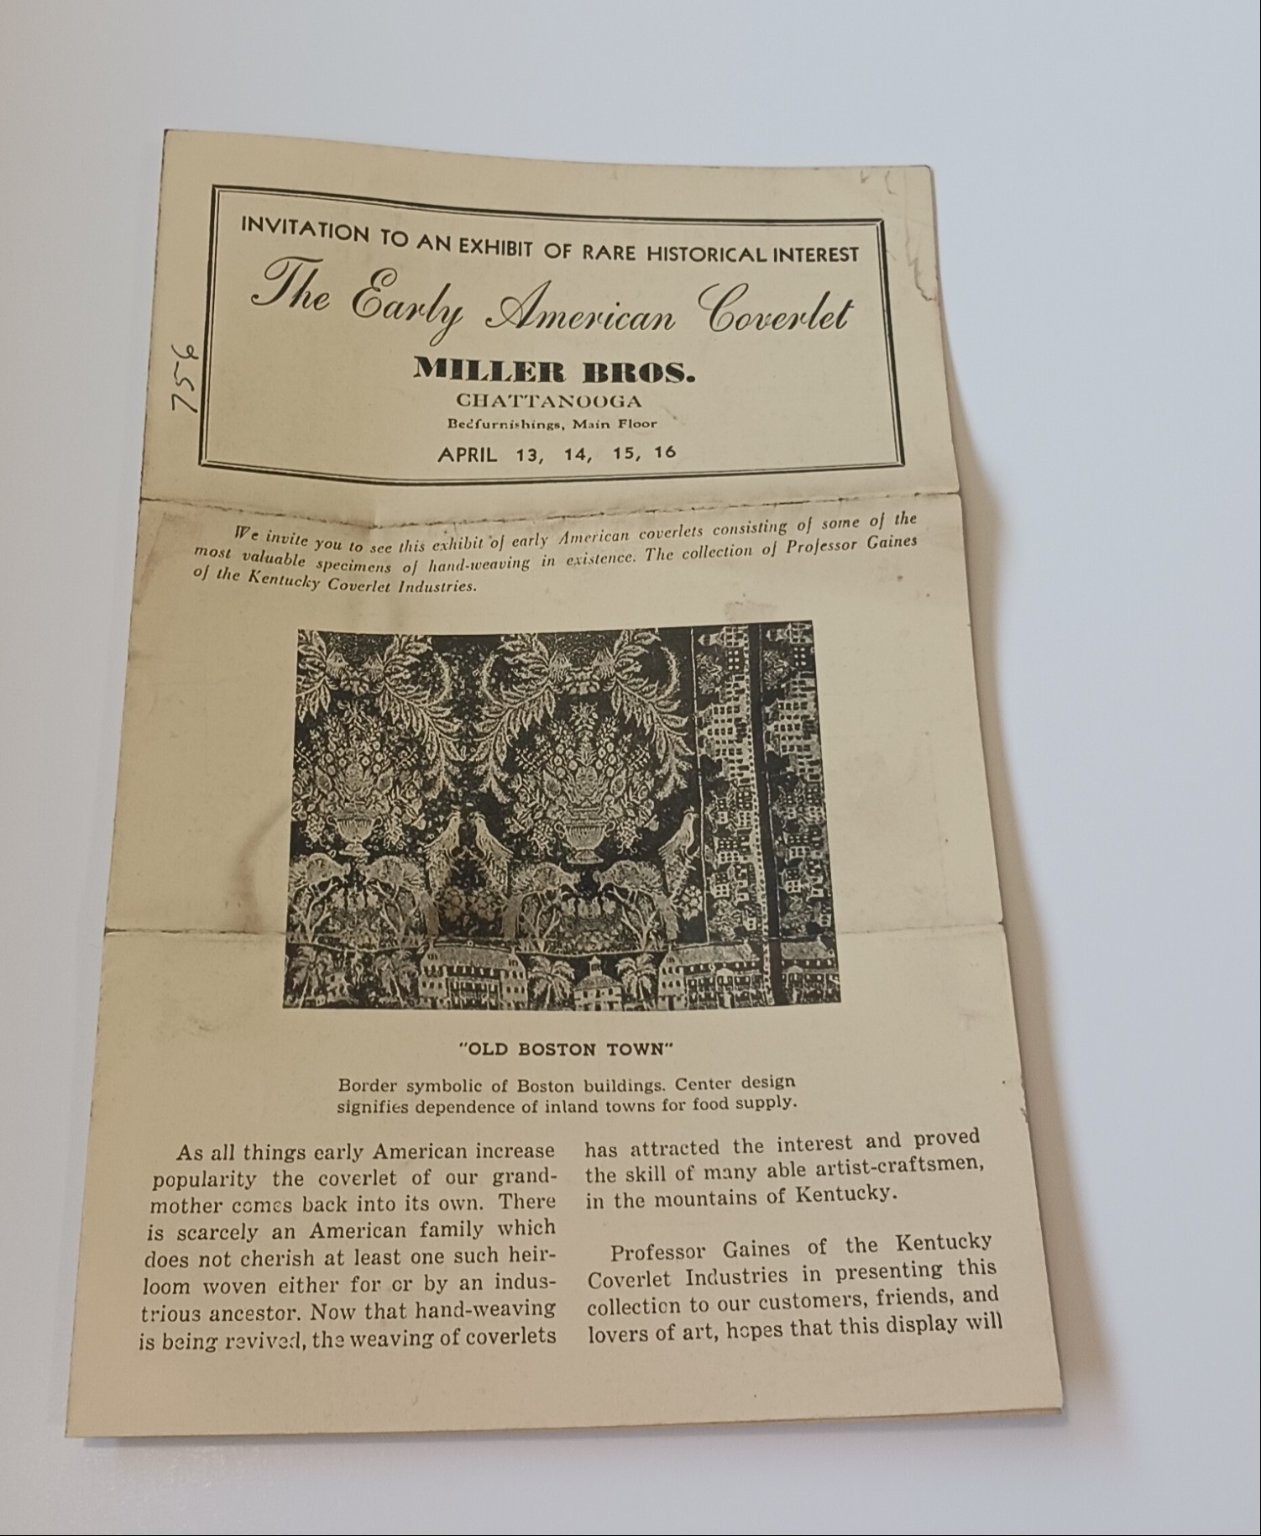 INVITATION TO AN EXHIBIT OF RARE HISTORICAL INTEREST
The Early American Coverlet
MILLER BROS.
CHATTANOOGA
Bedfurnishings, Main Floor
APRIL 13, 14, 15, 16
756
We invite you to see this exhibit of early American coverlets consisting of some of the
most valuable specimens of hand-weaving in existence. The collection of Professor Gaines
of the Kentucky Coverlet Industries.
"OLD BOSTON TOWN"
Border symbolic of Boston buildings. Center design
signifies dependence of inland towns for food supply.
As all things early American increase
popularity the coverlet of our grand-
mother comes back into its own. There
is scarcely an American family which
does not cherish at least one such heir-
loom woven either for or by an indus-
trious ancestor. Now that hand-weaving
is being revived, the weaving of coverlets
has attracted the interest and proved
the skill of many able artist-craftsmen,
in the mountains of Kentucky.
Professor Gaines of the Kentucky
Coverlet Industries in presenting this
collection to our customers, friends, and
lovers of art, hopes that this display will